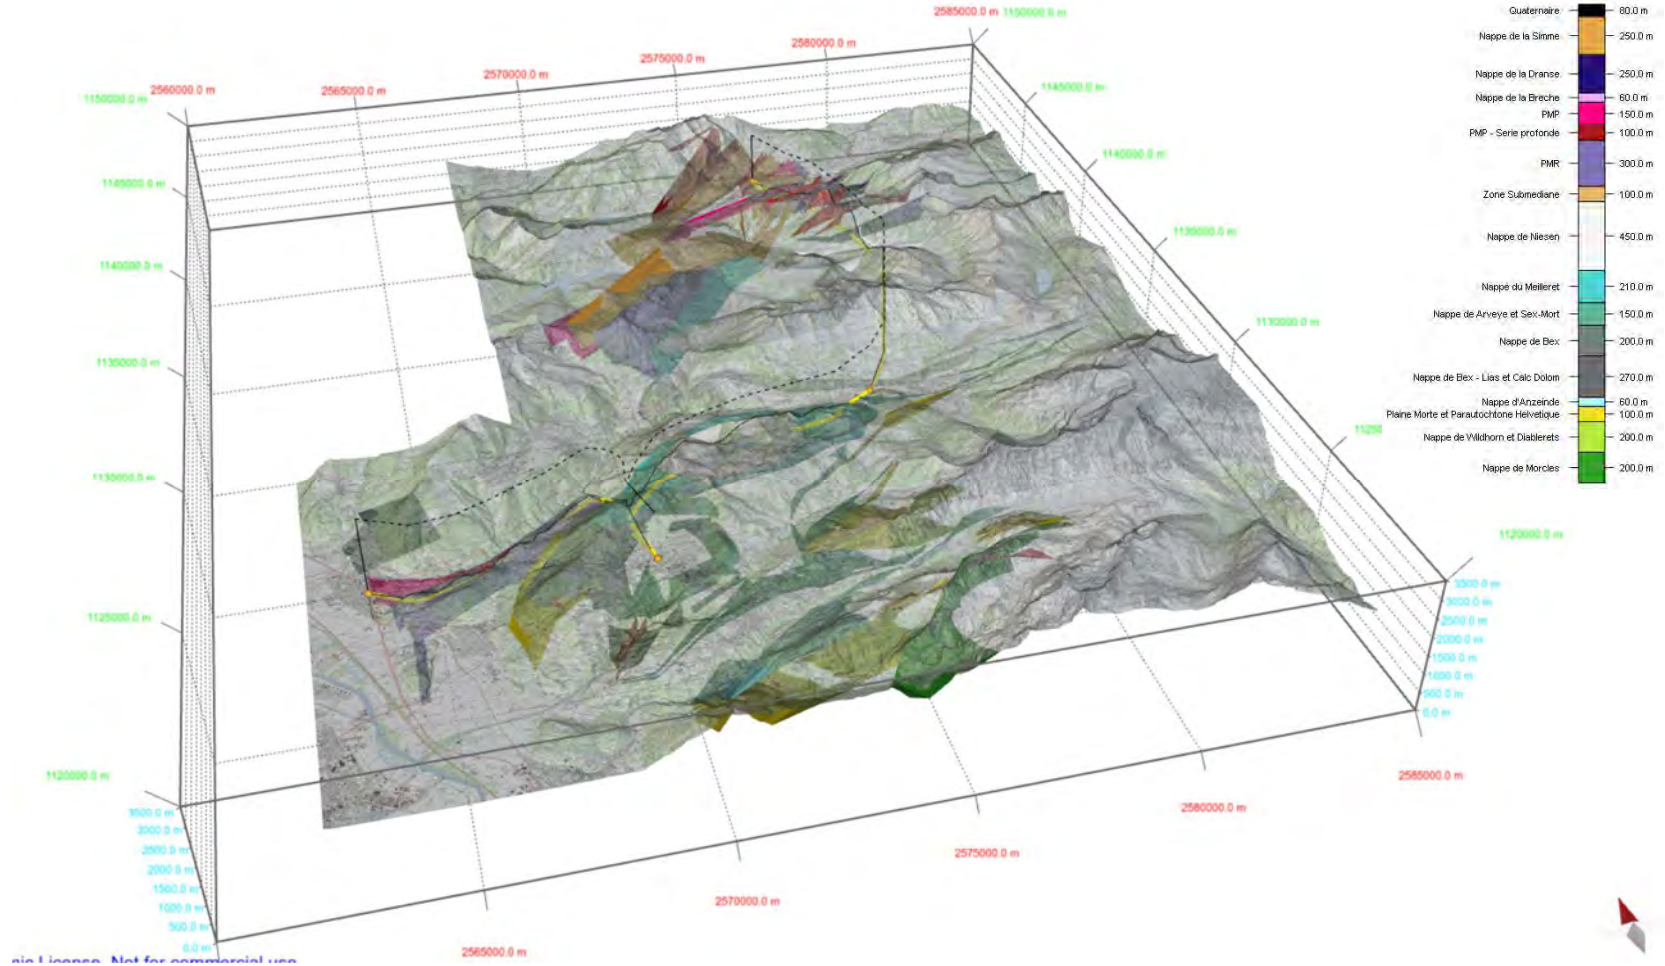 2585000.0 m 1150000.0 m
2580000.0 m
2575000.0 m
2570000.0 m
2565000.0 m
2560000.0 m
1150000.0 m
1145000.0 m
1140000.0 m
1135000.0 m
1125000.0 m
1120000.0 m
1145000.0 m
1140000.0 m
1125
1120000.0 m
3500.0 m
3000.0 m
2500.0 m
2000.0 m
1500.0 m
1000.0 m
500.0 m
0.0 m
3500.0 m
3000.0 m
2500.0 m
2000.0 m
1500.0 m
1000.0 m
500.0 m
0.0 m
2565000.0 m
2570000.0 m
2575000.0 m
2580000.0 m
2585000.0 m
Quaternaire 80.0 m
Nappe de la Simme 250.0 m
Nappe de la Dranse 250.0 m
Nappe de la Breche 60.0 m
PMP 150.0 m
PMP - Serie profonde 100.0 m
PMR 300.0 m
Zone Submediane 100.0 m
Nappe de Niesen 450.0 m
Nappe du Meilleret 210.0 m
Nappe de Arveye et Sex-Mort 150.0 m
Nappe de Bex 200.0 m
Nappe de Bex - Lias et Calc Dolom 270.0 m
Nappe d'Anzeinde 60.0 m
Plaine Morte et Parautochtone Helvetique 100.0 m
Nappe de Wildhorn et Diablerets 200.0 m
Nappe de Morcles 200.0 m
License. Not for commercial use